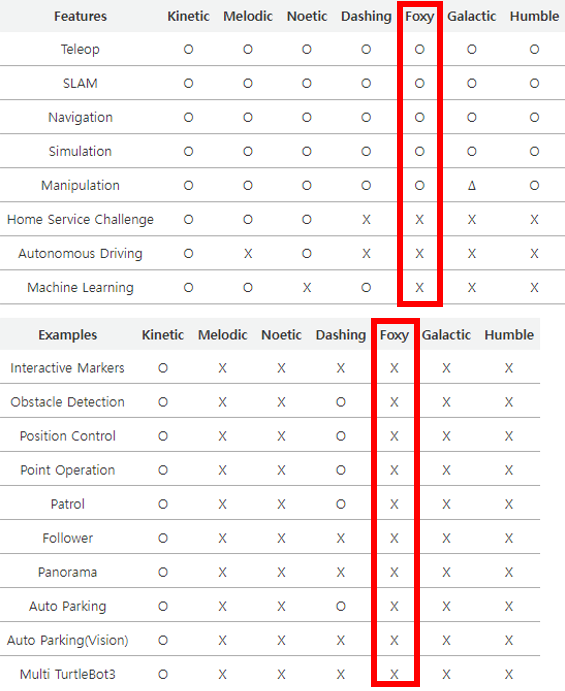 Features Kinetic Melodic Noetic Dashing Foxy Galactic Humble
Teleop O O O O O O O
SLAM O O O O O O O
Navigation O O O O O O O
Simulation O O O O O O O
Manipulation O O O O O Δ O
Home Service Challenge O O O X X X X
Autonomous Driving O X O X X X X
Machine Learning O O X O X X X
Examples Kinetic Melodic Noetic Dashing Foxy Galactic Humble
Interactive Markers O X X X X X X
Obstacle Detection O X X O X X X
Position Control O X X O X X X
Point Operation O X X O X X X
Patrol O X X O X X X
Follower O X X X X X X
Panorama O X X X X X X
Auto Parking O X X O X X X
Auto Parking(Vision) O X X X X X X
Multi TurtleBot3 O X X X X X X